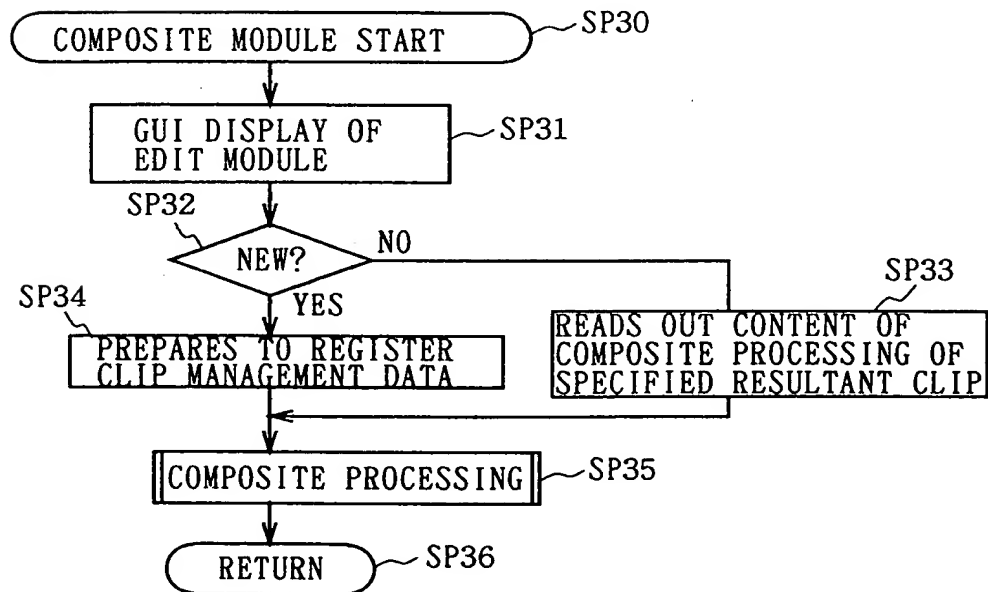 COMPOSITE MODULE START
SP30
GUI DISPLAY OF
EDIT MODULE
SP31
SP32
NEW?
NO
YES
SP33
READS OUT CONTENT OF
COMPOSITE PROCESSING OF
SPECIFIED RESULTANT CLIP
SP34
PREPARES TO REGISTER
CLIP MANAGEMENT DATA
COMPOSITE PROCESSING
SP35
RETURN
SP36